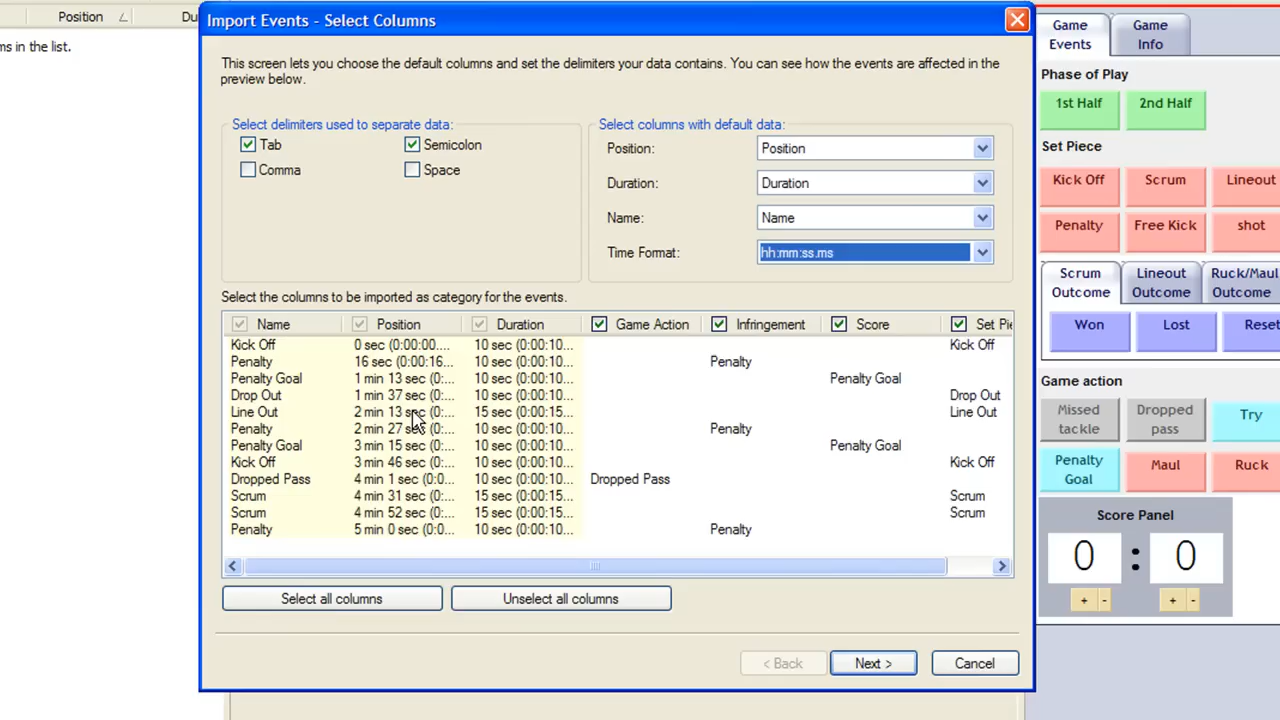 Position
Du
ms in the list.
Import Events - Select Columns
This screen lets you choose the default columns and set the delimiters your data contains. You can see how the events are affected in the
preview below.
Select delimiters used to separate data:
Tab
Semicolon
Comma
Space
Select columns with default data:
Position:
Position
Duration:
Duration
Name:
Name
Time Format:
hh:mm:ss.ms
Select the columns to be imported as category for the events.
Name Position Duration Game Action Infringement Score Set Pie
Kick Off 0 sec (0:00:00.... 10 sec (0:00:10... Kick Off
Penalty 16 sec (0:00:16... 10 sec (0:00:10... Penalty
Penalty Goal 1 min 13 sec (0:... 10 sec (0:00:10... Penalty Goal
Drop Out 1 min 37 sec (0:... 10 sec (0:00:10... Drop Out
Line Out 2 min 13 sec (0:... 15 sec (0:00:15... Line Out
Penalty 2 min 27 sec (0:... 10 sec (0:00:10... Penalty
Penalty Goal 3 min 15 sec (0:... 10 sec (0:00:10... Penalty Goal
Kick Off 3 min 46 sec (0:... 10 sec (0:00:10... Kick Off
Dropped Pass 4 min 1 sec (0:0... 10 sec (0:00:10... Dropped Pass
Scrum 4 min 31 sec (0:... 15 sec (0:00:15... Scrum
Scrum 4 min 52 sec (0:... 15 sec (0:00:15... Scrum
Penalty 5 min 0 sec (0:0... 10 sec (0:00:10... Penalty
Select all columns
Unselect all columns
< Back
Next >
Cancel
Game
Events
Game
Info
Phase of Play
1st Half
2nd Half
Set Piece
Kick Off
Scrum
Lineout
Penalty
Free Kick
shot
Scrum
Outcome
Lineout
Outcome
Ruck/Maul
Outcome
Won
Lost
Reset
Game action
Missed
tackle
Dropped
pass
Try
Penalty
Goal
Maul
Ruck
Score Panel
0 : 0
+ - + -